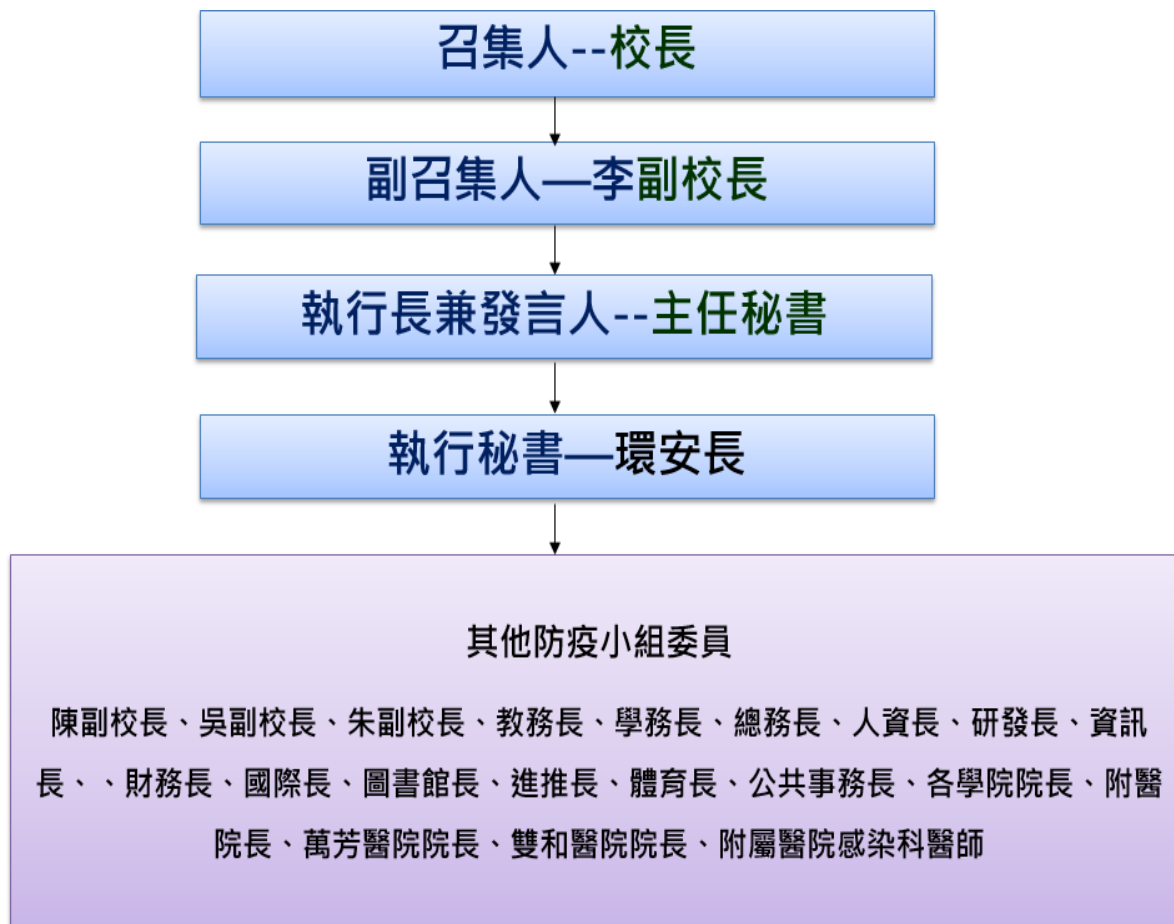 召集人--校長
副召集人—李副校長
執行長兼發言人--主任秘書
執行秘書—環安長
其他防疫小組委員
陳副校長、吳副校長、朱副校長、教務長、學務長、總務長、人資長、研發長、資訊
長、、財務長、國際長、圖書館長、進推長、體育長、公共事務長、各學院院長、附醫
院長、萬芳醫院院長、雙和醫院院長、附屬醫院感染科醫師